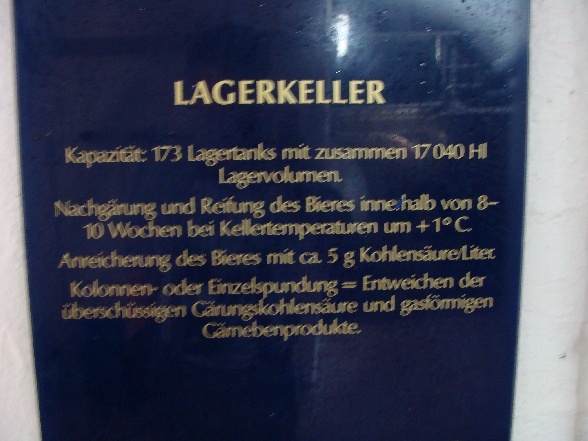 LAGERKELLER
Kapazität: 173 Lagertanks mit zusammen 17 040 Hl
Lagervolumen.
Nachgärung und Reifung des Bieres innerhalb von 8–
10 Wochen bei Kellertemperaturen um +1° C.
Anreicherung des Bieres mit ca. 5 g Kohlensäure/Liter.
Kolonnen- oder Einzelspundung = Entweichen der
überschüssigen Gärungskohlensäure und gasförmigen
Gärnebenprodukte.